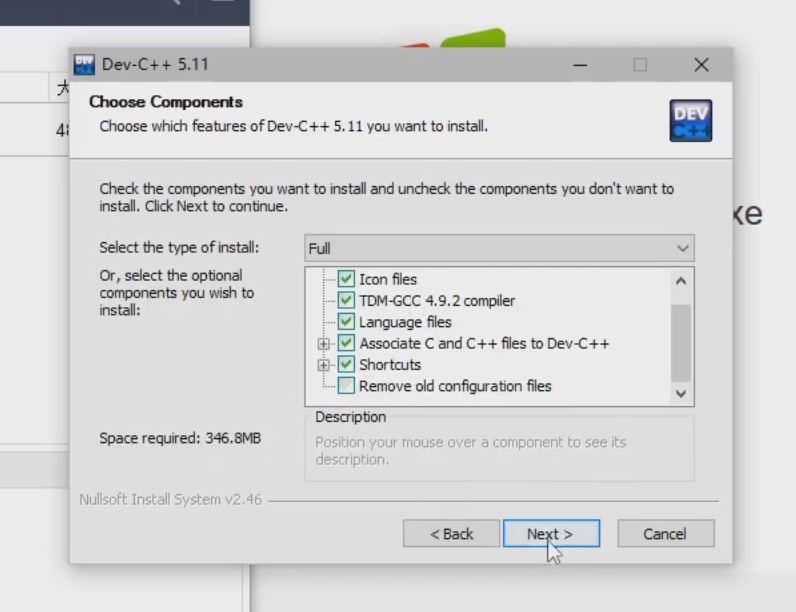 Dev-C++ 5.11
Choose Components
Choose which features of Dev-C++ 5.11 you want to install.
DEV
C++
Check the components you want to install and uncheck the components you don't want to
install. Click Next to continue.
Select the type of install:
Full
Or, select the optional
components you wish to
install:
Icon files
TDM-GCC 4.9.2 compiler
Language files
Associate C and C++ files to Dev-C++
Shortcuts
Remove old configuration files
Space required: 346.8MB
Description
Position your mouse over a component to see its
description.
Nullsoft Install System v2.46
< Back
Next >
Cancel